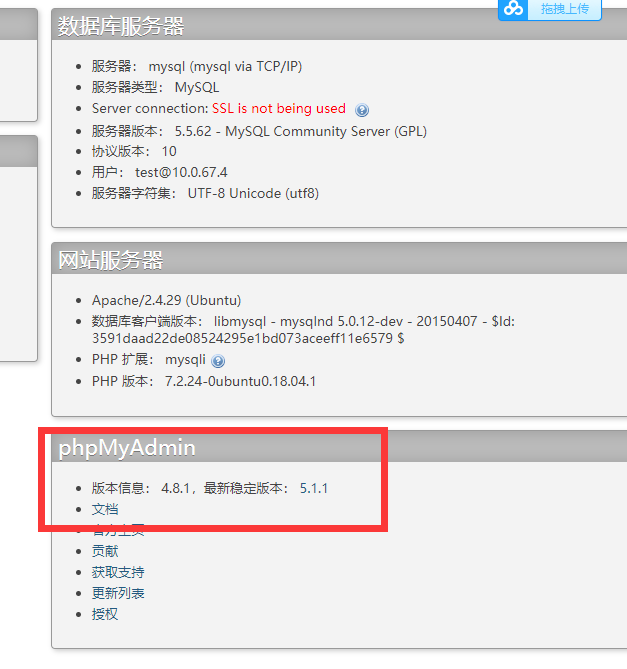 拖拽上传
数据库服务器
服务器： mysql (mysql via TCP/IP)
服务器类型： MySQL
Server connection: SSL is not being used
服务器版本： 5.5.62 - MySQL Community Server (GPL)
协议版本： 10
用户： test@10.0.67.4
服务器字符集： UTF-8 Unicode (utf8)
网站服务器
Apache/2.4.29 (Ubuntu)
数据库客户端版本： libmysql - mysqlnd 5.0.12-dev - 20150407 - $Id:
3591daad22de08524295e1bd073aceeff11e6579 $
PHP 扩展： mysqli
PHP 版本： 7.2.24-0ubuntu0.18.04.1
phpMyAdmin
版本信息： 4.8.1，最新稳定版本： 5.1.1
文档
官方主页
贡献
获取支持
更新列表
授权